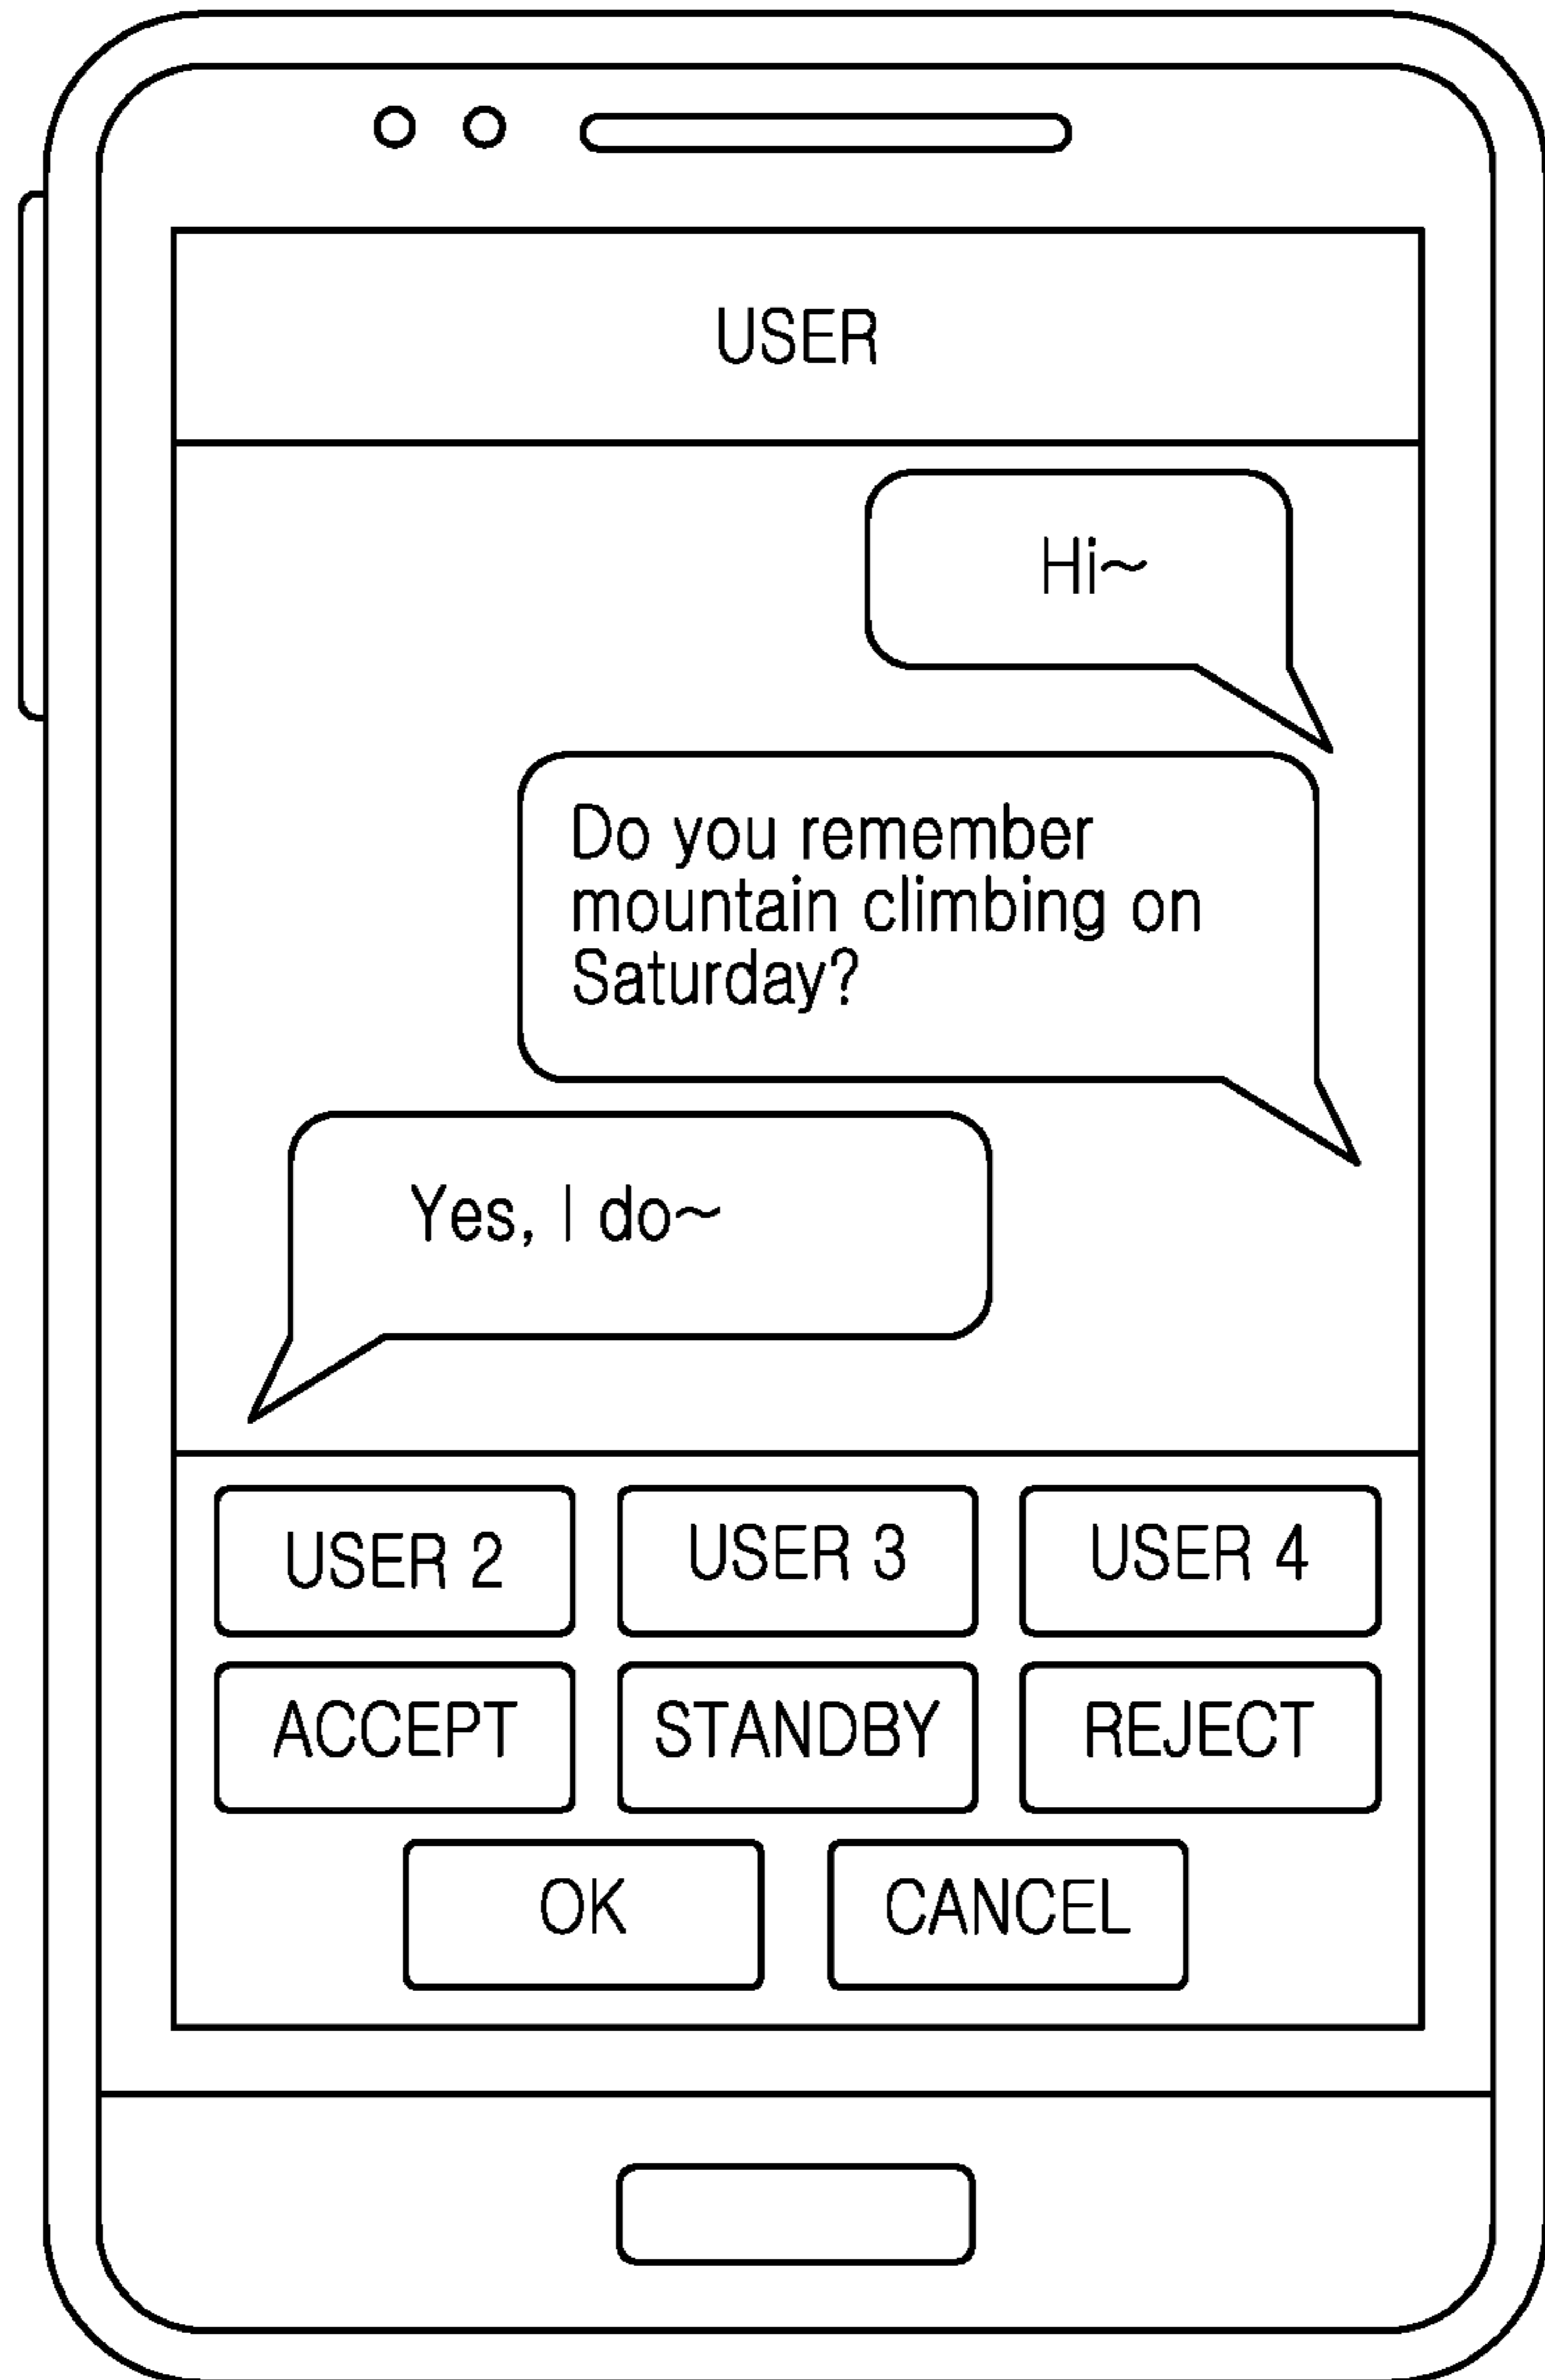 USER
Hi~
Do you remember
mountain climbing on
Saturday?
Yes, I do~
USER 2
USER 3
USER 4
ACCEPT
STANDBY
REJECT
OK
CANCEL